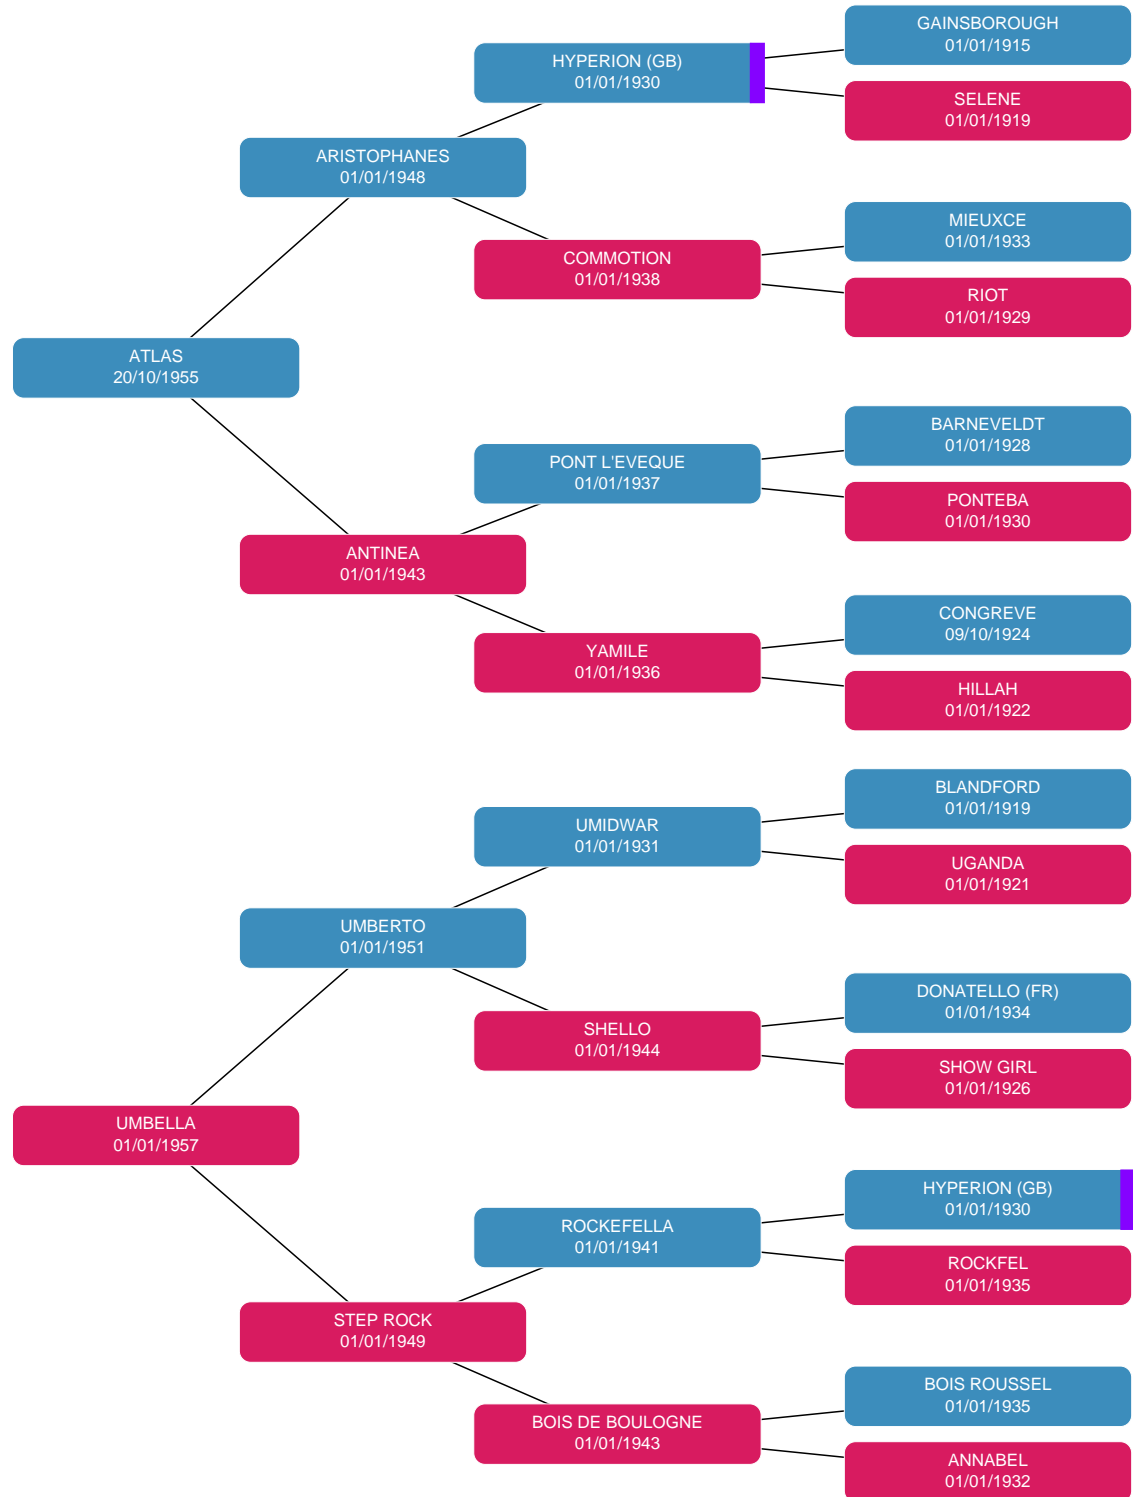 GAINSBOROUGH
01/01/1915
HYPERION (GB)
01/01/1930
SELENE
01/01/1919
ARISTOPHANES
01/01/1948
MIEUXCE
01/01/1933
COMMOTION
01/01/1938
RIOT
01/01/1929
ATLAS
20/10/1955
BARNEVELDT
01/01/1928
PONT L'EVEQUE
01/01/1937
PONTEBA
01/01/1930
ANTINEA
01/01/1943
CONGREVE
09/10/1924
YAMILE
01/01/1936
HILLAH
01/01/1922
BLANDFORD
01/01/1919
UMIDWAR
01/01/1931
UGANDA
01/01/1921
UMBERTO
01/01/1951
DONATELLO (FR)
01/01/1934
SHELLO
01/01/1944
SHOW GIRL
01/01/1926
UMBELLA
01/01/1957
HYPERION (GB)
01/01/1930
ROCKEFELLA
01/01/1941
ROCKFEL
01/01/1935
STEP ROCK
01/01/1949
BOIS ROUSSEL
01/01/1935
BOIS DE BOULOGNE
01/01/1943
ANNABEL
01/01/1932